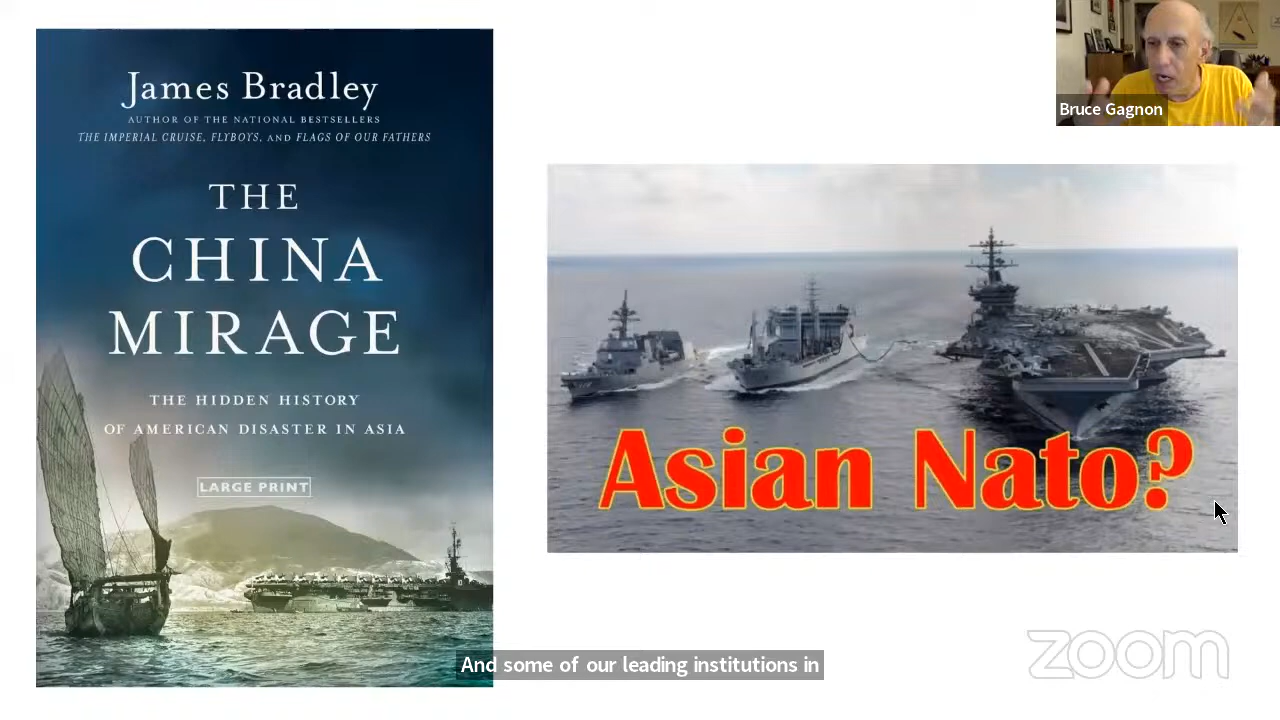 James Bradley
AUTHOR OF THE NATIONAL BESTSELLERS
THE IMPERIAL CRUISE, FLYBOYS, AND FLAGS OF OUR FATHERS
THE
CHINA
MIRAGE
THE HIDDEN HISTORY
OF AMERICAN DISASTER IN ASIA
LARGE PRINT
Bruce Gagnon
Asian Nato?
And some of our leading institutions in
zoom